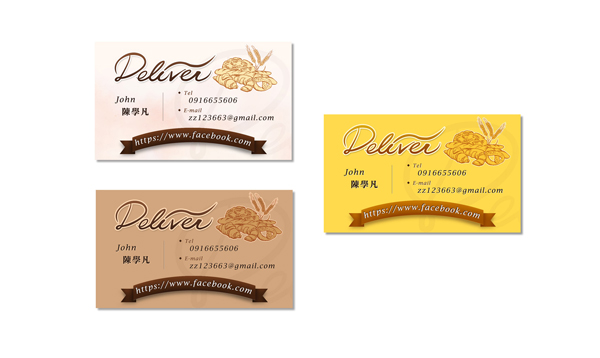 Deliver
John
陳學凡
• Tel
0916655606
• E-mail
zz123663@gmail.com
https://www.facebook.com
Deliver
John
陳學凡
• Tel
0916655606
• E-mail
zz123663@gmail.com
https://www.facebook.com
Deliver
John
陳學凡
• Tel
0916655606
• E-mail
zz123663@gmail.com
https://www.facebook.com